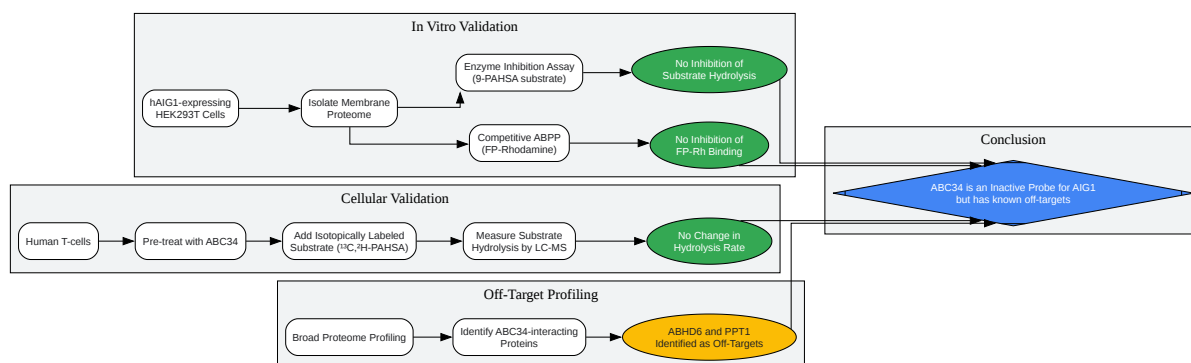 In Vitro Validation
hAIG1-expressing
HEK293T Cells
Isolate Membrane
Proteome
Enzyme Inhibition Assay
(9-PAHSA substrate)
No Inhibition of
Substrate Hydrolysis
Competitive ABPP
(FP-Rhodamine)
No Inhibition of
FP-Rh Binding
Cellular Validation
Human T-cells
Pre-treat with ABC34
Add Isotopically Labeled
Substrate (¹³C,²H-PAHSA)
Measure Substrate
Hydrolysis by LC-MS
No Change in
Hydrolysis Rate
Off-Target Profiling
Broad Proteome Profiling
Identify ABC34-interacting
Proteins
ABHD6 and PPT1
Identified as Off-Targets
Conclusion
ABC34 is an Inactive Probe for AIG1
but has known off-targets